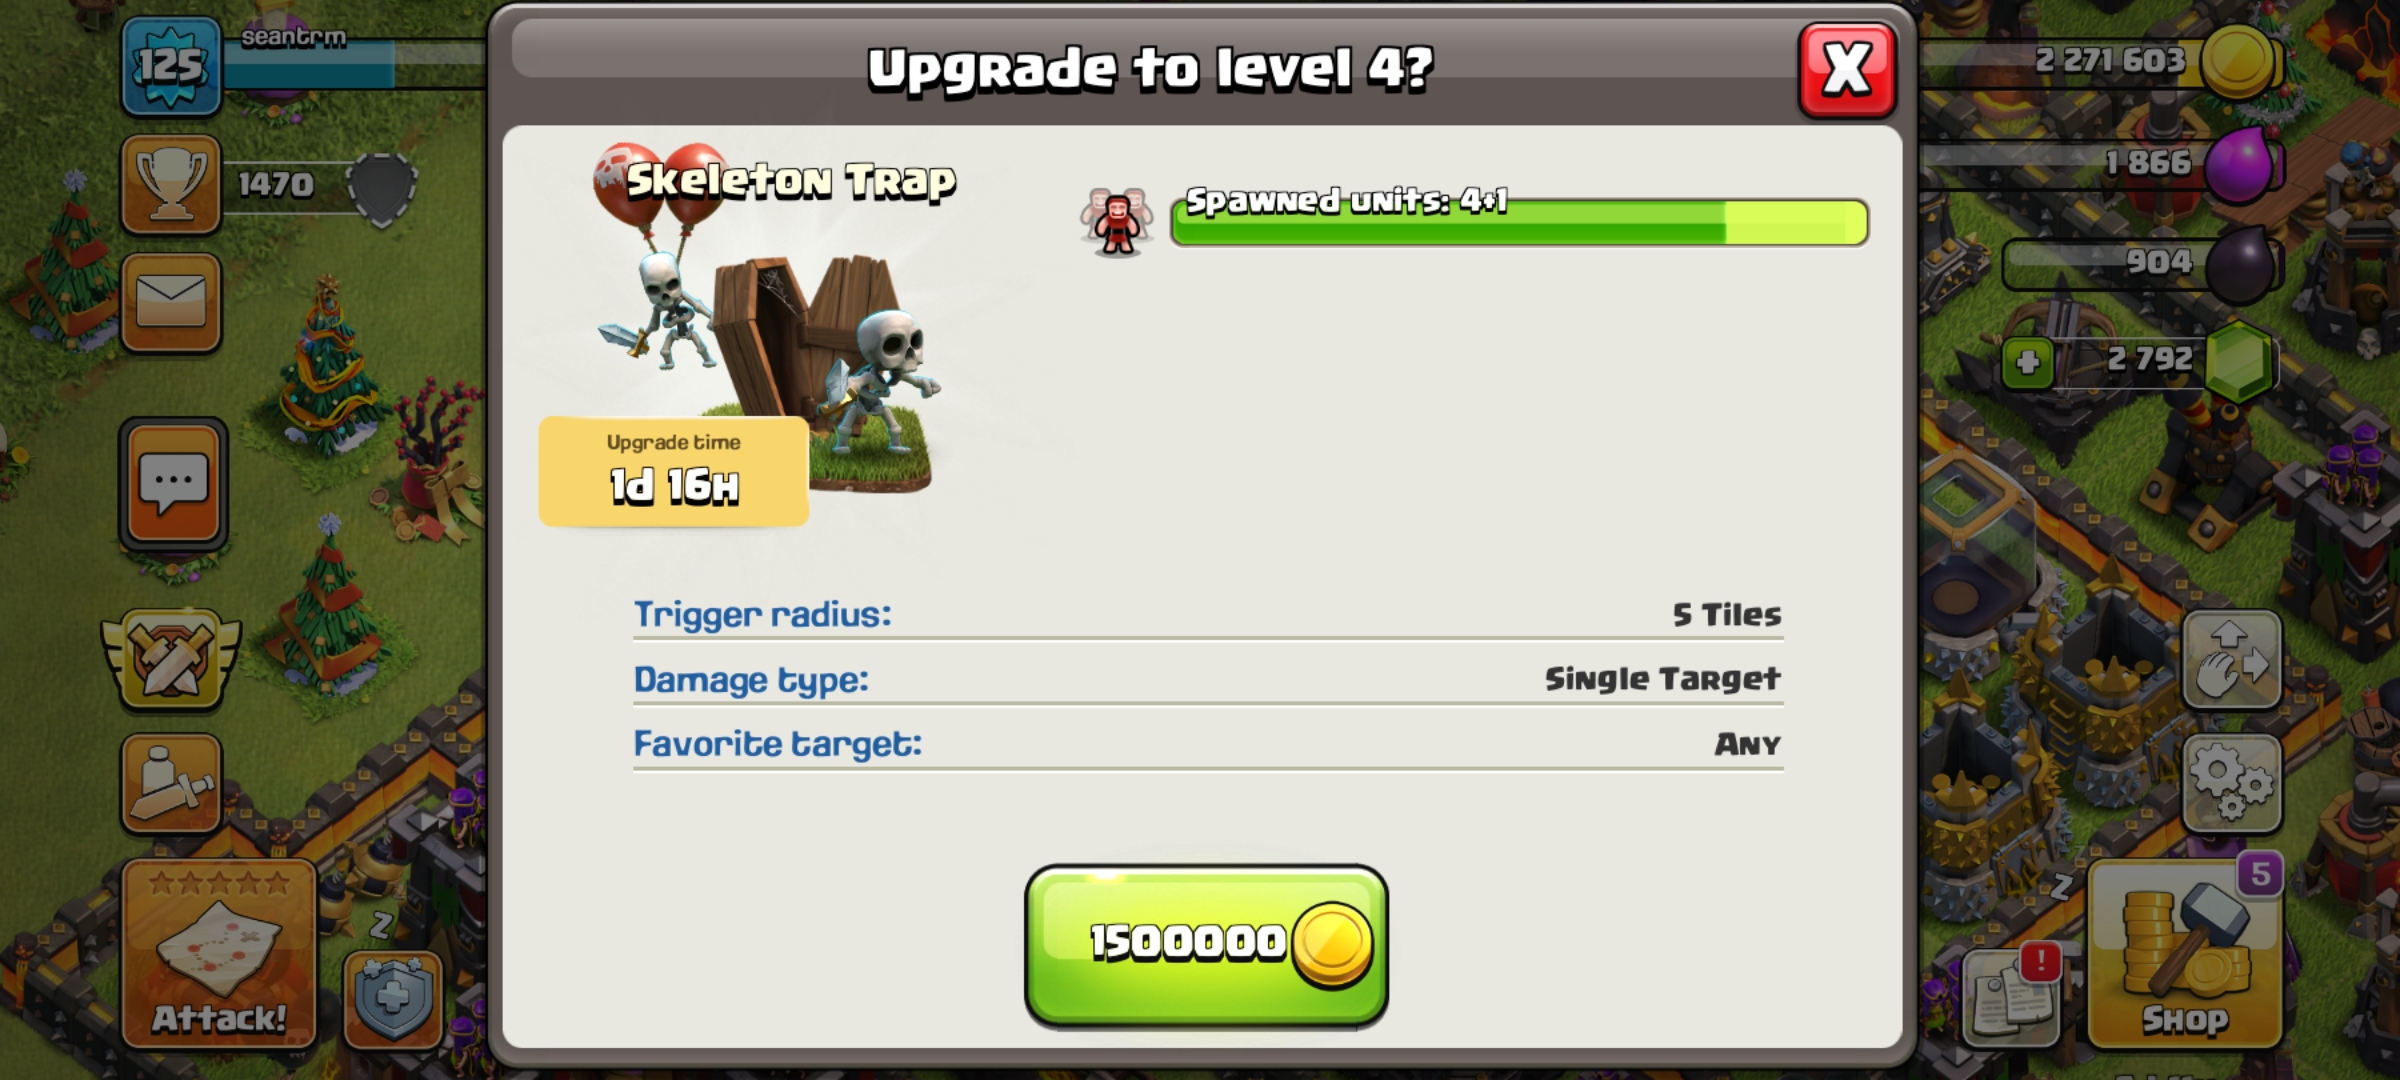 125
seantrm
Upgrade to level 4?
X
2 271 603
1470
Skeleton Trap
Spawned units: 4+1
1 866
904
2 792
Upgrade time
1d 16H
Trigger radius: 5 Tiles
Damage type: Single Target
Favorite target: Any
1500000
Attack!
Z
5
Z
!
Shop